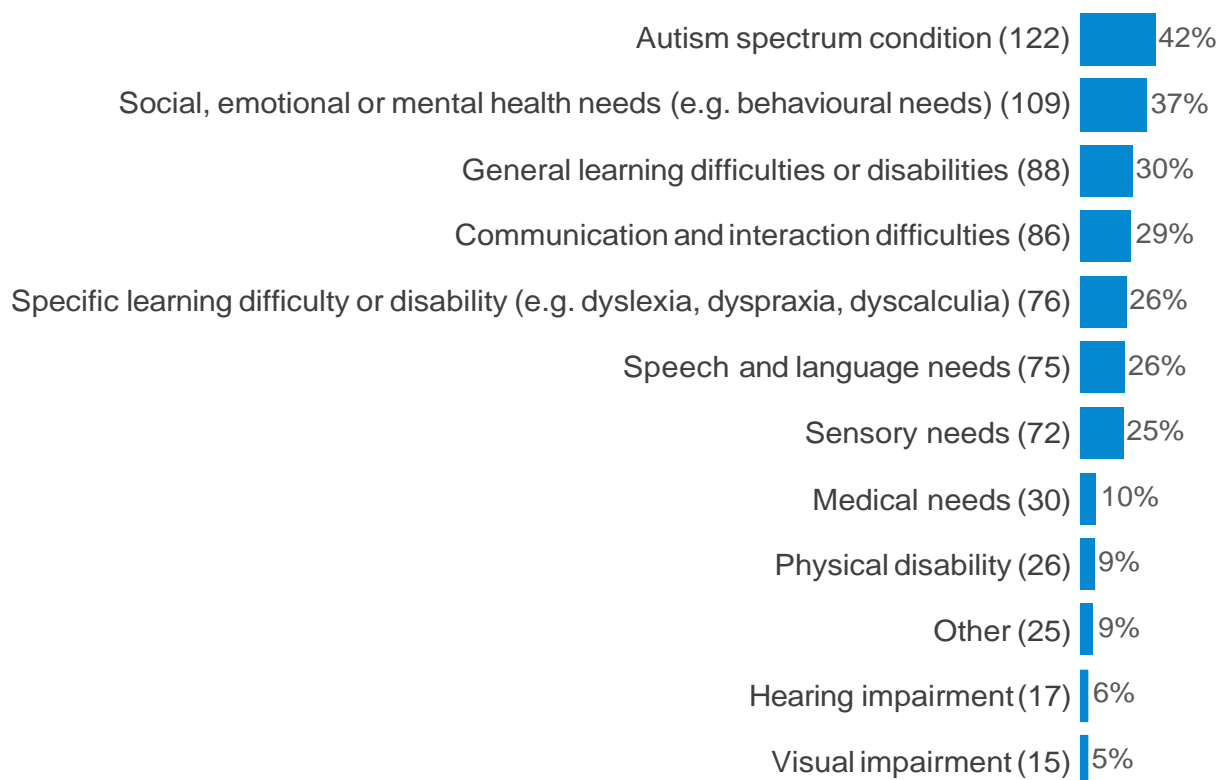 Autism spectrum condition (122) 42%
Social, emotional or mental health needs (e.g. behavioural needs) (109) 37%
General learning difficulties or disabilities (88) 30%
Communication and interaction difficulties (86) 29%
Specific learning difficulty or disability (e.g. dyslexia, dyspraxia, dyscalculia) (76) 26%
Speech and language needs (75) 26%
Sensory needs (72) 25%
Medical needs (30) 10%
Physical disability (26) 9%
Other (25) 9%
Hearing impairment (17) 6%
Visual impairment (15) 5%